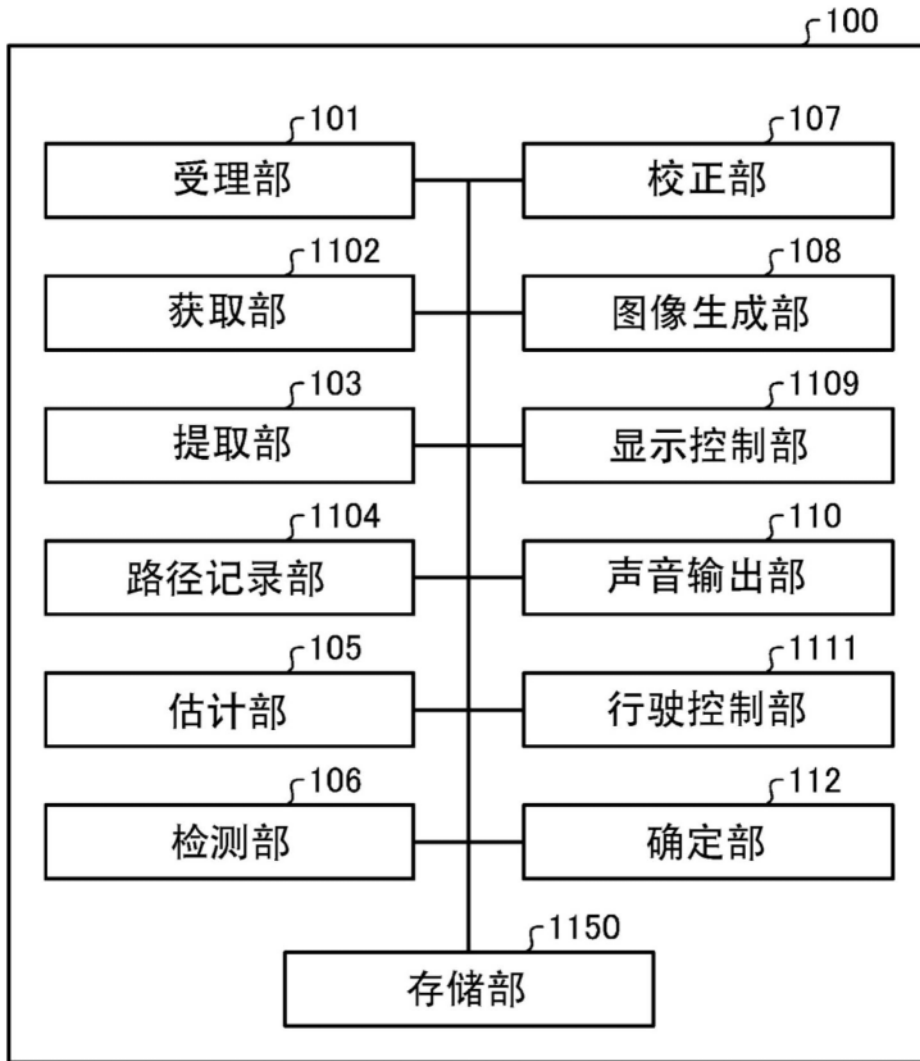 100
101
107
受理部
校正部
1102
108
获取部
图像生成部
103
1109
提取部
显示控制部
1104
110
路径记录部
声音输出部
105
1111
估计部
行驶控制部
106
112
检测部
确定部
1150
存储部